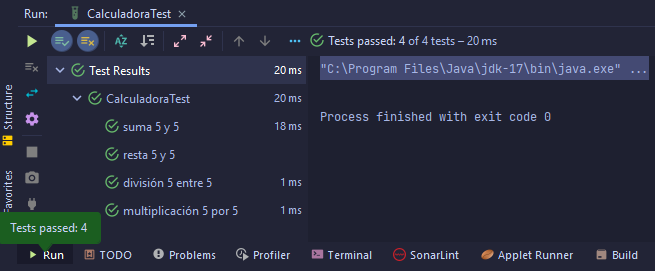 Run: CalculadoraTest
Tests passed: 4 of 4 tests – 20 ms
Test Results 20 ms
CalculadoraTest 20 ms
suma 5 y 5 18 ms
resta 5 y 5
división 5 entre 5 1 ms
multiplicación 5 por 5 1 ms
"C:\Program Files\Java\jdk-17\bin\java.exe" ...
Process finished with exit code 0
Structure
Favorites
Tests passed: 4
Run TODO Problems Profiler Terminal SonarLint Applet Runner Build